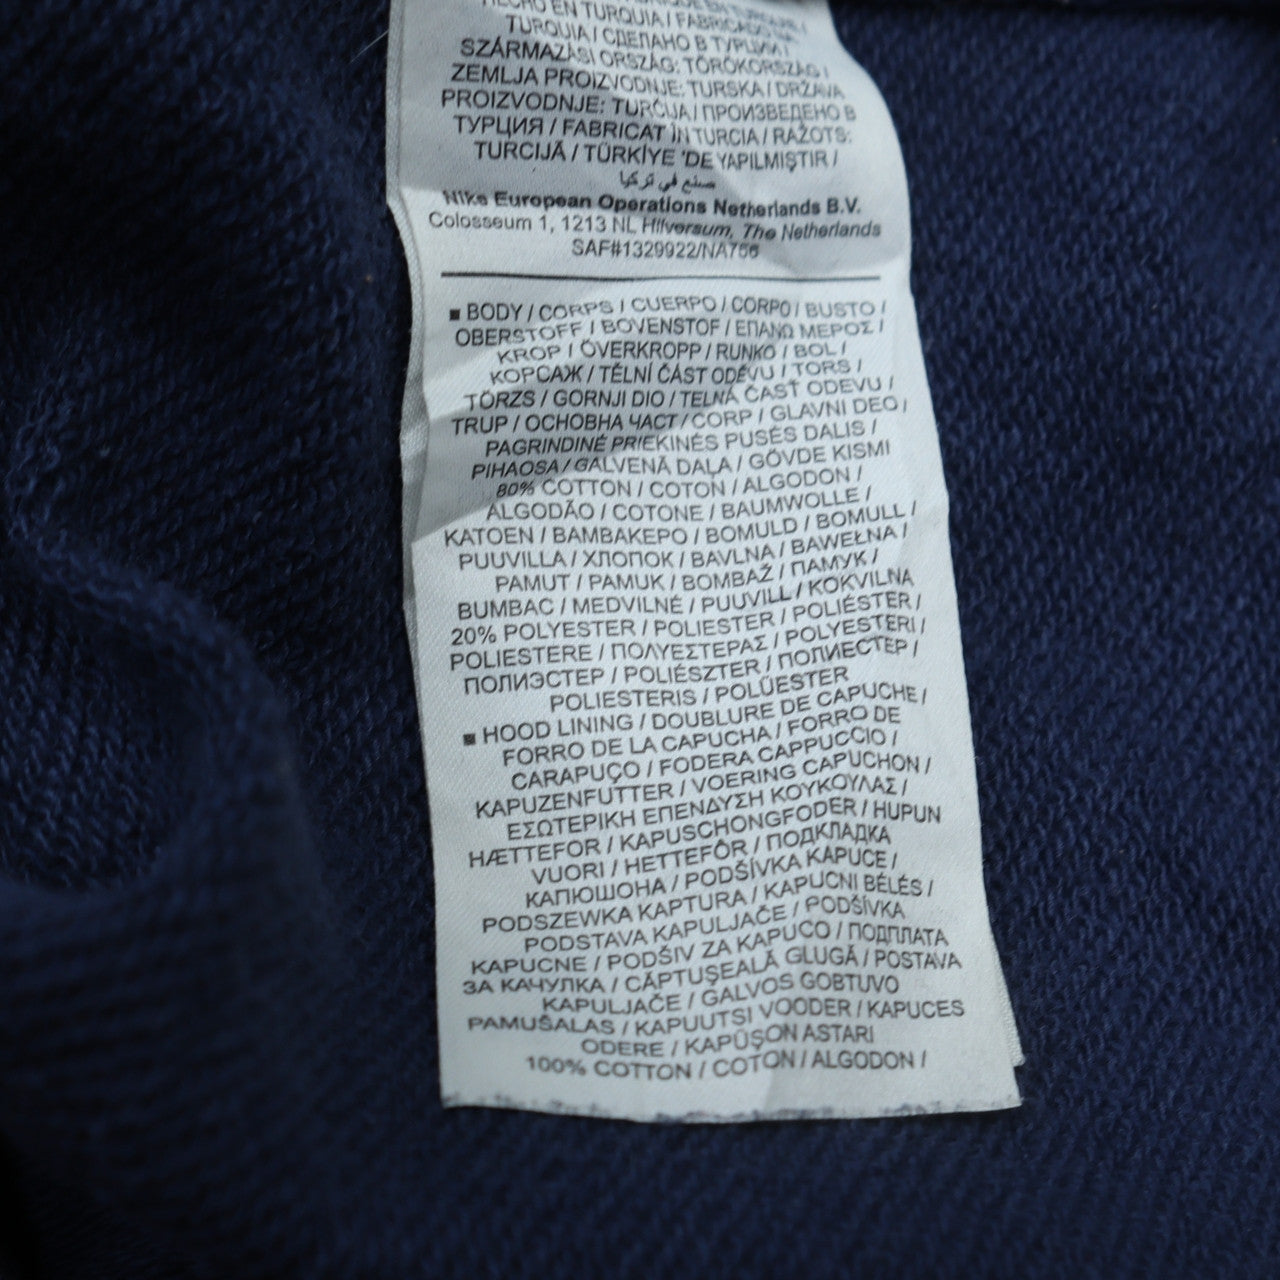 HECHO EN TURQUIA / FABRICADO NA
TURQUIA / СДЕЛАНО В ТУРЦИИ /
SZÁRMAZÁSI ORSZÁG: TÖRÖKORSZÁG /
ZEMLJA PROIZVODNJE: TURSKA / DRŽAVA
PROIZVODNJE: TURČIJA / ПРОИЗВЕДЕНО В
ТУРЦИЯ / FABRICAT ÎN TURCIA / RAŽOTS:
TURCIJĀ / TÜRKİYE 'DE YAPILMIŞTIR /
صنع في تركيا
Nike European Operations Netherlands B.V.
Colosseum 1, 1213 NL Hilversum, The Netherlands
SAF#1329922/NA756
■ BODY / CORPS / CUERPO / CORPO / BUSTO /
OBERSTOFF / BOVENSTOF / ΕΠΑΝΩ ΜΕΡΟΣ /
KROP / ÖVERKROPP / RUNKO / BOL /
КОРСАЖ / TĚLNÍ ČÁST ODĚVU / TORS /
TÖRZS / GORNJI DIO / TELNÁ ČASŤ ODEVU /
TRUP / ОСНОВНА ЧАСТ / CORP / GLAVNI DEO /
PAGRINDINĖ PRIEKINĖS PUSĖS DALIS /
PIHAOSA / GALVENĀ DAĻA / GÖVDE KISMI
80% COTTON / COTON / ALGODON /
ALGODÃO / COTONE / BAUMWOLLE /
KATOEN / ΒΑΜΒΑΚΕΡΟ / BOMULD / BOMULL /
PUUVILLA / ХЛОПОК / BAVLNA / BAWEŁNA /
PAMUT / PAMUK / BOMBAŽ / ПАМУК /
BUMBAC / MEDVILNĖ / PUUVILL / KOKVILNA
20% POLYESTER / POLIESTER / POLIÉSTER /
POLIESTERE / ΠΟΛΥΕΣΤΕΡΑΣ / POLYESTERI /
ПОЛИЭСТЕР / POLIÉSZTER / ПОЛИЕСТЕР /
POLIESTERIS / POLÜESTER
■ HOOD LINING / DOUBLURE DE CAPUCHE /
FORRO DE LA CAPUCHA / FORRO DE
CARAPUÇO / FODERA CAPPUCCIO /
KAPUZENFUTTER / VOERING CAPUCHON /
ΕΣΩΤΕΡΙΚΗ ΕΠΕΝΔΥΣΗ ΚΟΥΚΟΥΛΑΣ /
HÆTTEFOR / KAPUSCHONGFODER / HUPUN
VUORI / HETTEFÔR / ПОДКЛАДКА
КАПЮШОНА / PODŠÍVKA KAPUCE /
PODSZEWKA KAPTURA / KAPUCNI BÉLÉS /
PODSTAVA KAPULJAČE / PODŠÍVKA
KAPUCNE / PODŠIV ZA KAPUCO / ПОДПЛАТА
ЗА КАЧУЛКА / CĂPTUŞEALĂ GLUGĂ / POSTAVA
KAPULJAČE / GALVOS GOBTUVO
PAMUŠALAS / KAPUUTSI VOODER / KAPUCES
ODERE / KAPÜŞON ASTARI
100% COTTON / COTON / ALGODON /